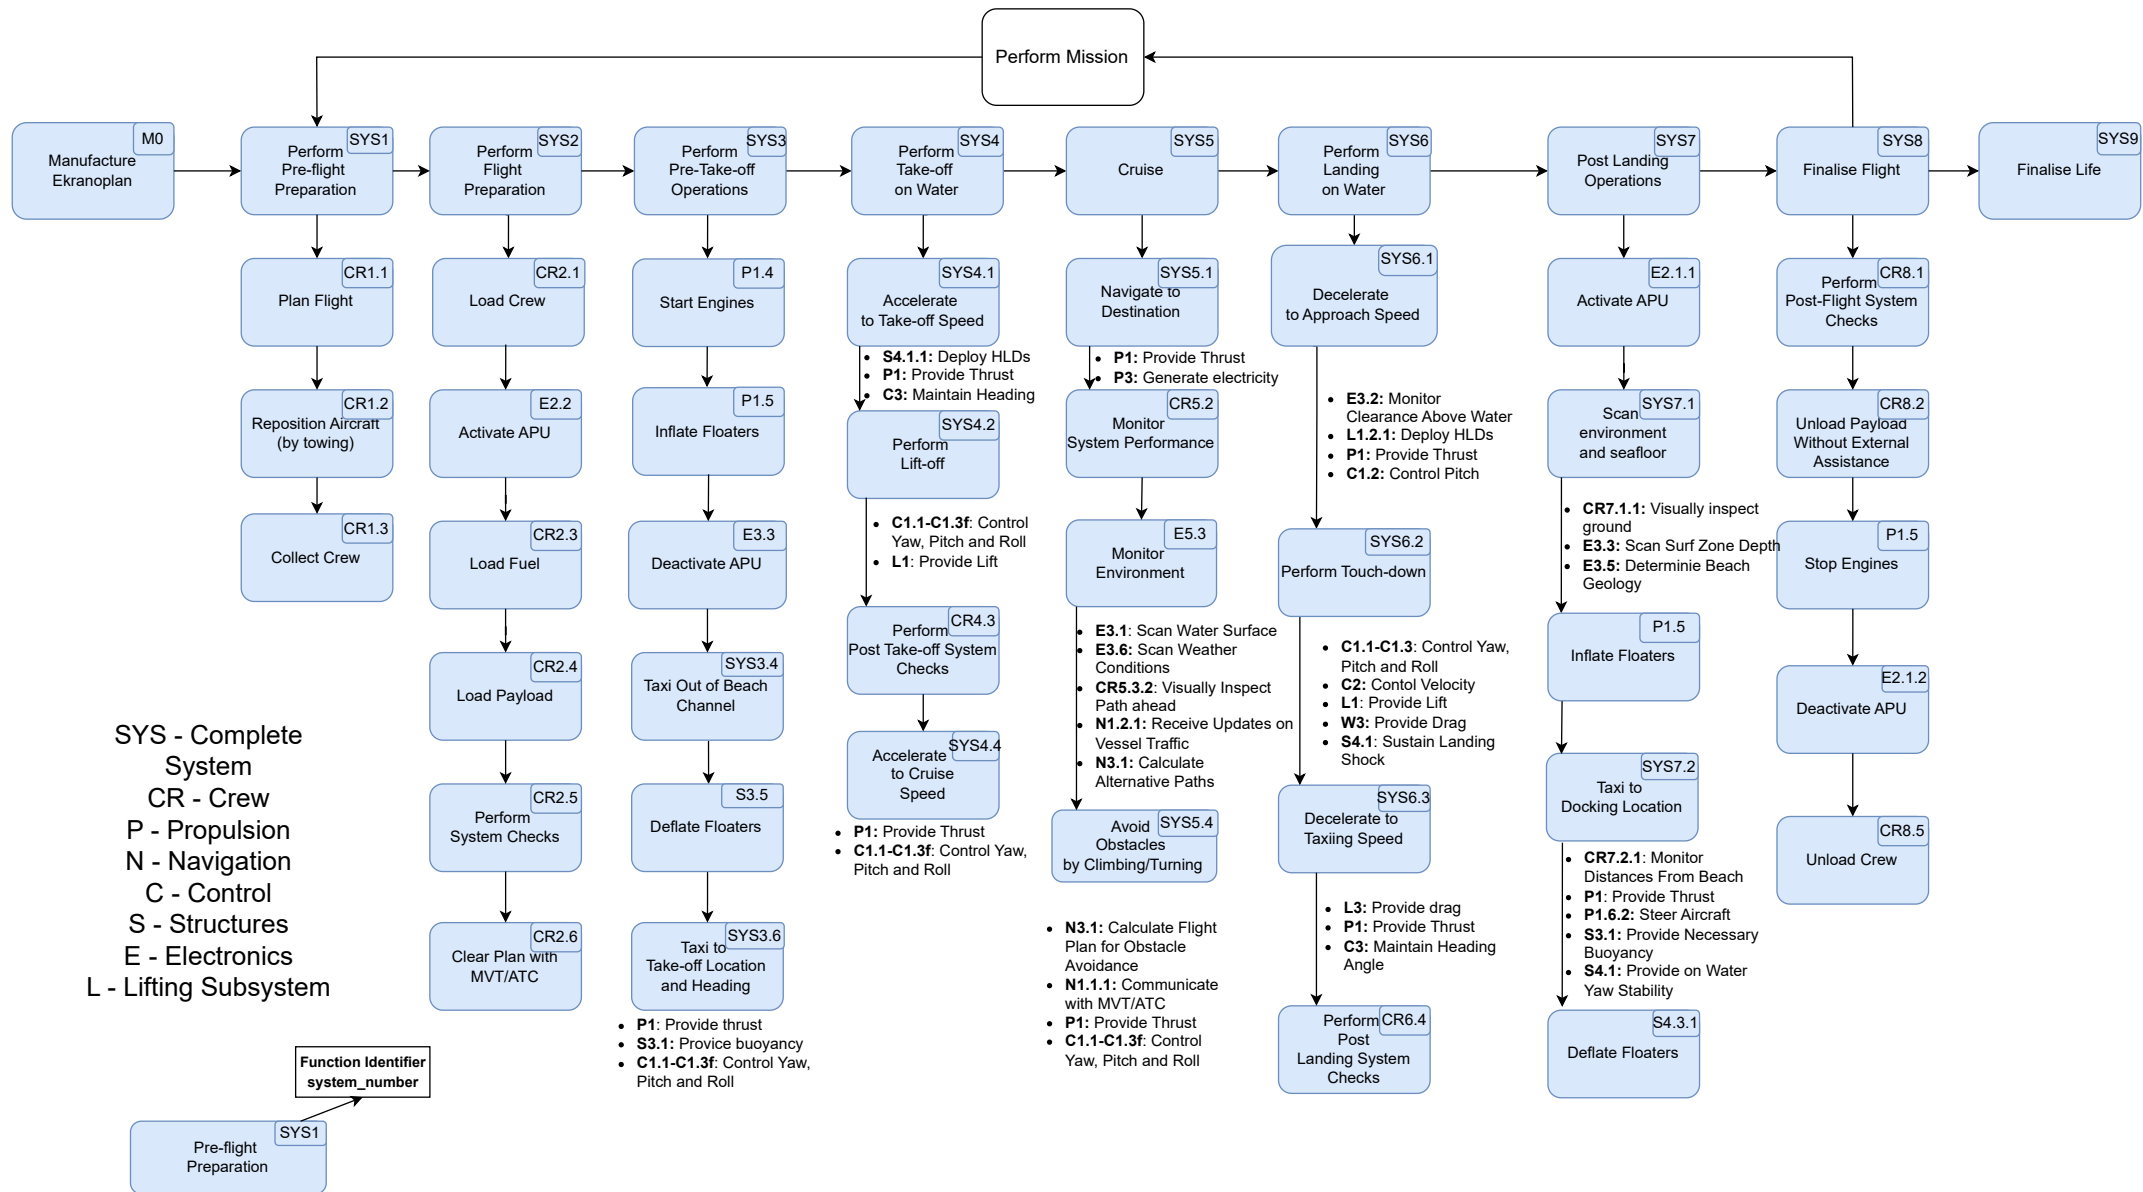 Perform Mission
M0
Manufacture
Ekranoplan
SYS1
Perform
Pre-flight
Preparation
SYS2
Perform
Flight
Preparation
SYS3
Perform
Pre-Take-off
Operations
SYS4
Perform
Take-off
on Water
SYS5
Cruise
SYS6
Perform
Landing
on Water
SYS7
Post Landing
Operations
SYS8
Finalise Flight
SYS9
Finalise Life
CR1.1
Plan Flight
CR1.2
Reposition Aircraft
(by towing)
CR1.3
Collect Crew
CR2.1
Load Crew
E2.2
Activate APU
CR2.3
Load Fuel
CR2.4
Load Payload
CR2.5
Perform
System Checks
CR2.6
Clear Plan with
MVT/ATC
P1.4
Start Engines
P1.5
Inflate Floaters
E3.3
Deactivate APU
SYS3.4
Taxi Out of Beach
Channel
S3.5
Deflate Floaters
SYS3.6
Taxi to
Take-off Location
and Heading
• P1: Provide thrust
• S3.1: Provice buoyancy
• C1.1-C1.3f: Control Yaw,
Pitch and Roll
SYS4.1
Accelerate
to Take-off Speed
• S4.1.1: Deploy HLDs
• P1: Provide Thrust
• C3: Maintain Heading
SYS4.2
Perform
Lift-off
• C1.1-C1.3f: Control
Yaw, Pitch and Roll
• L1: Provide Lift
CR4.3
Perform
Post Take-off System
Checks
SYS4.4
Accelerate
to Cruise
Speed
• P1: Provide Thrust
• C1.1-C1.3f: Control Yaw,
Pitch and Roll
SYS5.1
Navigate to
Destination
• P1: Provide Thrust
• P3: Generate electricity
CR5.2
Monitor
System Performance
E5.3
Monitor
Environment
• E3.1: Scan Water Surface
• E3.6: Scan Weather
Conditions
• CR5.3.2: Visually Inspect
Path ahead
• N1.2.1: Receive Updates on
Vessel Traffic
• N3.1: Calculate
Alternative Paths
SYS5.4
Avoid
Obstacles
by Climbing/Turning
• N3.1: Calculate Flight
Plan for Obstacle
Avoidance
• N1.1.1: Communicate
with MVT/ATC
• P1: Provide Thrust
• C1.1-C1.3f: Control
Yaw, Pitch and Roll
SYS6.1
Decelerate
to Approach Speed
• E3.2: Monitor
Clearance Above Water
• L1.2.1: Deploy HLDs
• P1: Provide Thrust
• C1.2: Control Pitch
SYS6.2
Perform Touch-down
• C1.1-C1.3: Control Yaw,
Pitch and Roll
• C2: Contol Velocity
• L1: Provide Lift
• W3: Provide Drag
• S4.1: Sustain Landing
Shock
SYS6.3
Decelerate to
Taxiing Speed
• L3: Provide drag
• P1: Provide Thrust
• C3: Maintain Heading
Angle
CR6.4
Perform
Post
Landing System
Checks
E2.1.1
Activate APU
SYS7.1
Scan
environment
and seafloor
• CR7.1.1: Visually inspect
ground
• E3.3: Scan Surf Zone Depth
• E3.5: Determinie Beach
Geology
P1.5
Inflate Floaters
SYS7.2
Taxi to
Docking Location
• CR7.2.1: Monitor
Distances From Beach
• P1: Provide Thrust
• P1.6.2: Steer Aircraft
• S3.1: Provide Necessary
Buoyancy
• S4.1: Provide on Water
Yaw Stability
S4.3.1
Deflate Floaters
CR8.1
Perform
Post-Flight System
Checks
CR8.2
Unload Payload
Without External
Assistance
P1.5
Stop Engines
E2.1.2
Deactivate APU
CR8.5
Unload Crew
SYS - Complete
System
CR - Crew
P - Propulsion
N - Navigation
C - Control
S - Structures
E - Electronics
L - Lifting Subsystem
Function Identifier
system_number
SYS1
Pre-flight
Preparation